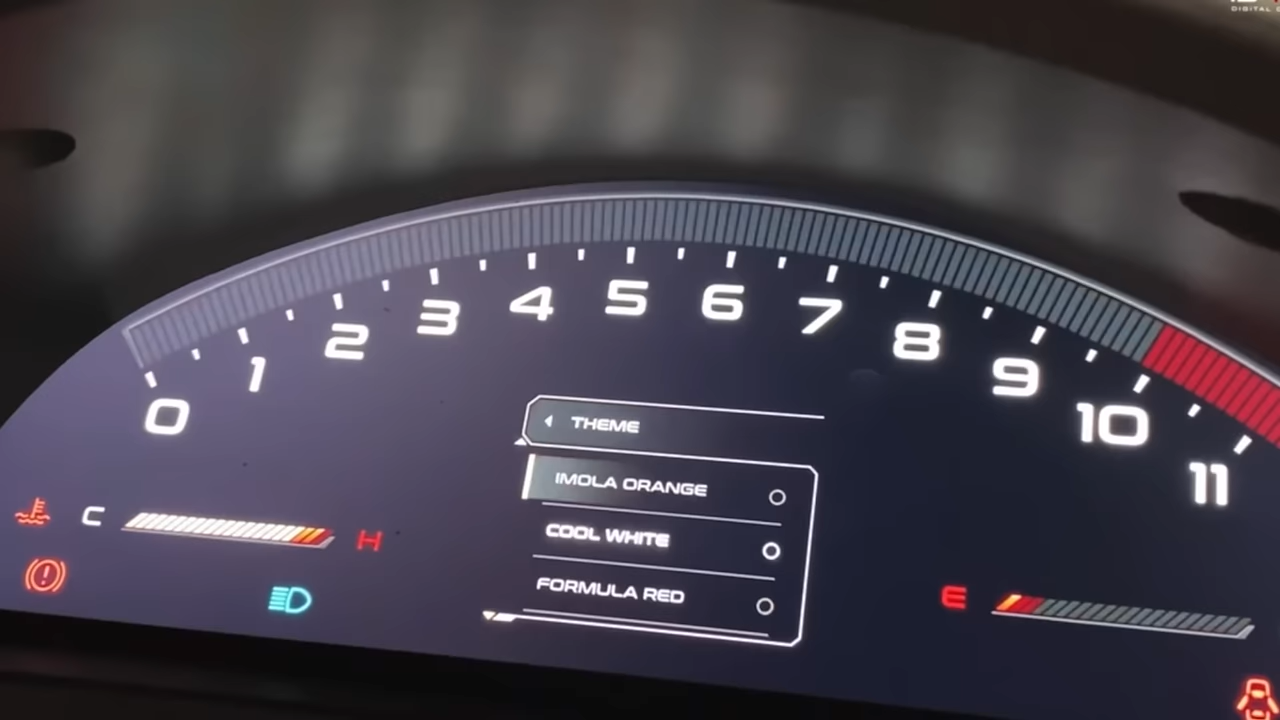 DIGITAL
0 1 2 3 4 5 6 7 8 9 10 11
THEME
IMOLA ORANGE
COOL WHITE
FORMULA RED
C H
E